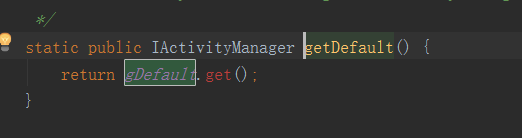 */
static public IActivityManager getDefault() {
return gDefault.get();
}